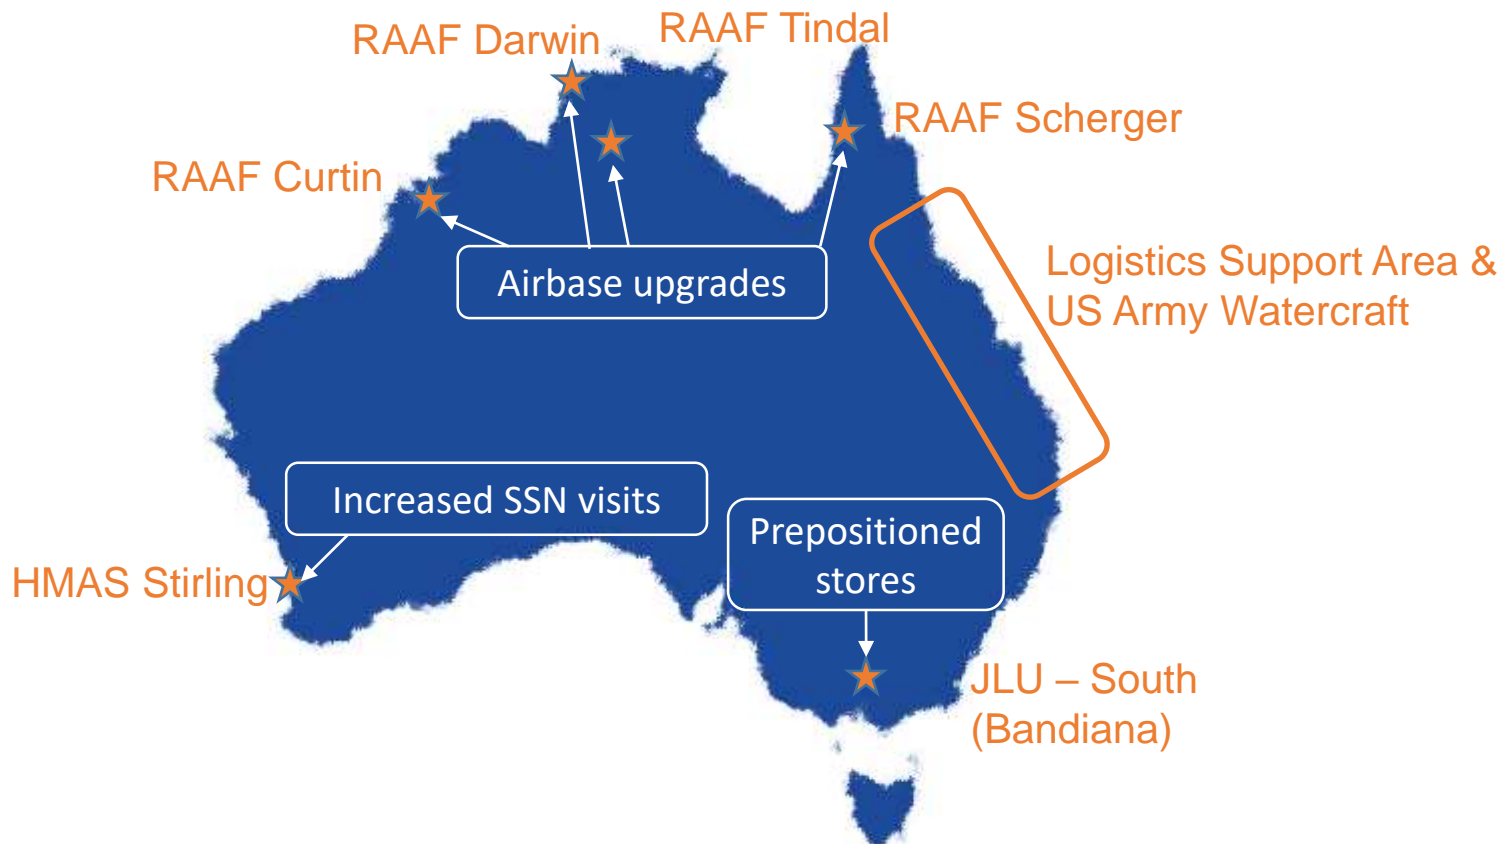 RAAF Darwin
RAAF Tindal
RAAF Scherger
RAAF Curtin
Airbase upgrades
Logistics Support Area &
US Army Watercraft
Increased SSN visits
Prepositioned
stores
HMAS Stirling
JLU – South
(Bandiana)